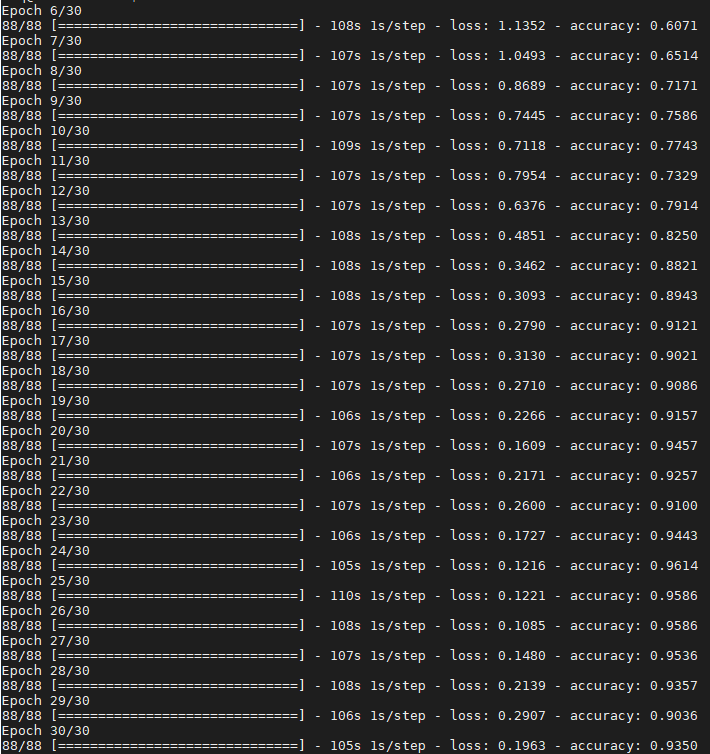 Epoch 6/30
88/88 [==============================] - 108s 1s/step - loss: 1.1352 - accuracy: 0.6071
Epoch 7/30
88/88 [==============================] - 107s 1s/step - loss: 1.0493 - accuracy: 0.6514
Epoch 8/30
88/88 [==============================] - 107s 1s/step - loss: 0.8689 - accuracy: 0.7171
Epoch 9/30
88/88 [==============================] - 107s 1s/step - loss: 0.7445 - accuracy: 0.7586
Epoch 10/30
88/88 [==============================] - 109s 1s/step - loss: 0.7118 - accuracy: 0.7743
Epoch 11/30
88/88 [==============================] - 107s 1s/step - loss: 0.7954 - accuracy: 0.7329
Epoch 12/30
88/88 [==============================] - 107s 1s/step - loss: 0.6376 - accuracy: 0.7914
Epoch 13/30
88/88 [==============================] - 108s 1s/step - loss: 0.4851 - accuracy: 0.8250
Epoch 14/30
88/88 [==============================] - 108s 1s/step - loss: 0.3462 - accuracy: 0.8821
Epoch 15/30
88/88 [==============================] - 108s 1s/step - loss: 0.3093 - accuracy: 0.8943
Epoch 16/30
88/88 [==============================] - 107s 1s/step - loss: 0.2790 - accuracy: 0.9121
Epoch 17/30
88/88 [==============================] - 107s 1s/step - loss: 0.3130 - accuracy: 0.9021
Epoch 18/30
88/88 [==============================] - 107s 1s/step - loss: 0.2710 - accuracy: 0.9086
Epoch 19/30
88/88 [==============================] - 106s 1s/step - loss: 0.2266 - accuracy: 0.9157
Epoch 20/30
88/88 [==============================] - 107s 1s/step - loss: 0.1609 - accuracy: 0.9457
Epoch 21/30
88/88 [==============================] - 106s 1s/step - loss: 0.2171 - accuracy: 0.9257
Epoch 22/30
88/88 [==============================] - 107s 1s/step - loss: 0.2600 - accuracy: 0.9100
Epoch 23/30
88/88 [==============================] - 106s 1s/step - loss: 0.1727 - accuracy: 0.9443
Epoch 24/30
88/88 [==============================] - 105s 1s/step - loss: 0.1216 - accuracy: 0.9614
Epoch 25/30
88/88 [==============================] - 110s 1s/step - loss: 0.1221 - accuracy: 0.9586
Epoch 26/30
88/88 [==============================] - 108s 1s/step - loss: 0.1085 - accuracy: 0.9586
Epoch 27/30
88/88 [==============================] - 107s 1s/step - loss: 0.1480 - accuracy: 0.9536
Epoch 28/30
88/88 [==============================] - 108s 1s/step - loss: 0.2139 - accuracy: 0.9357
Epoch 29/30
88/88 [==============================] - 106s 1s/step - loss: 0.2907 - accuracy: 0.9036
Epoch 30/30
88/88 [==============================] - 105s 1s/step - loss: 0.1963 - accuracy: 0.9350